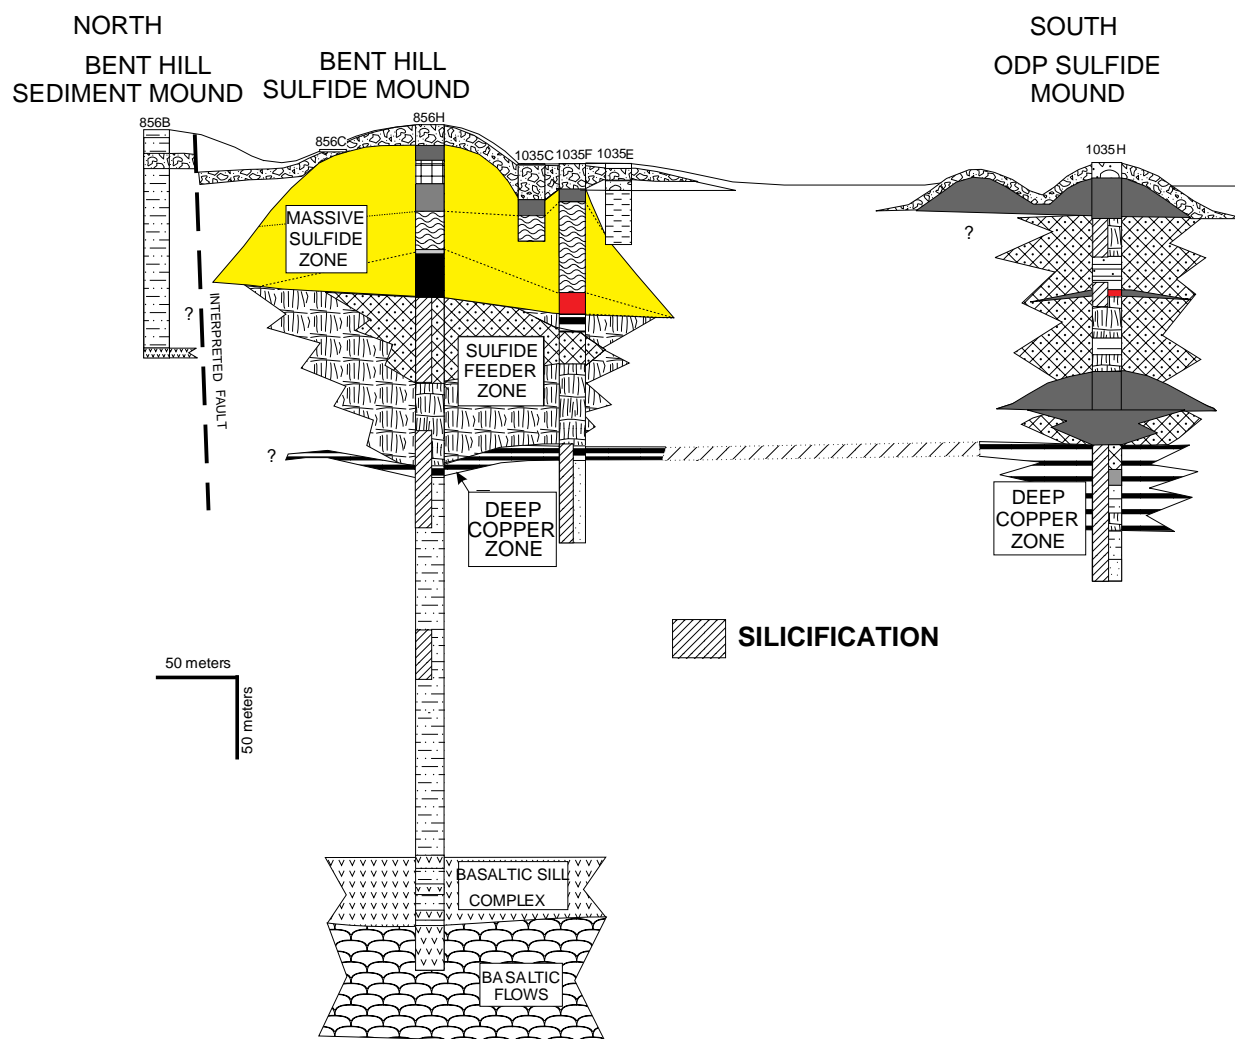 NORTH
SOUTH
BENT HILL
SEDIMENT MOUND
BENT HILL
SULFIDE MOUND
ODP SULFIDE
MOUND
856B
856C
856H
1035C
1035F
1035E
1035H
MASSIVE
SULFIDE
ZONE
?
?
INTERPRETED FAULT
SULFIDE
FEEDER
ZONE
?
DEEP
COPPER
ZONE
DEEP
COPPER
ZONE
SILICIFICATION
50 meters
50 meters
BASALTIC SILL
COMPLEX
BASALTIC
FLOWS